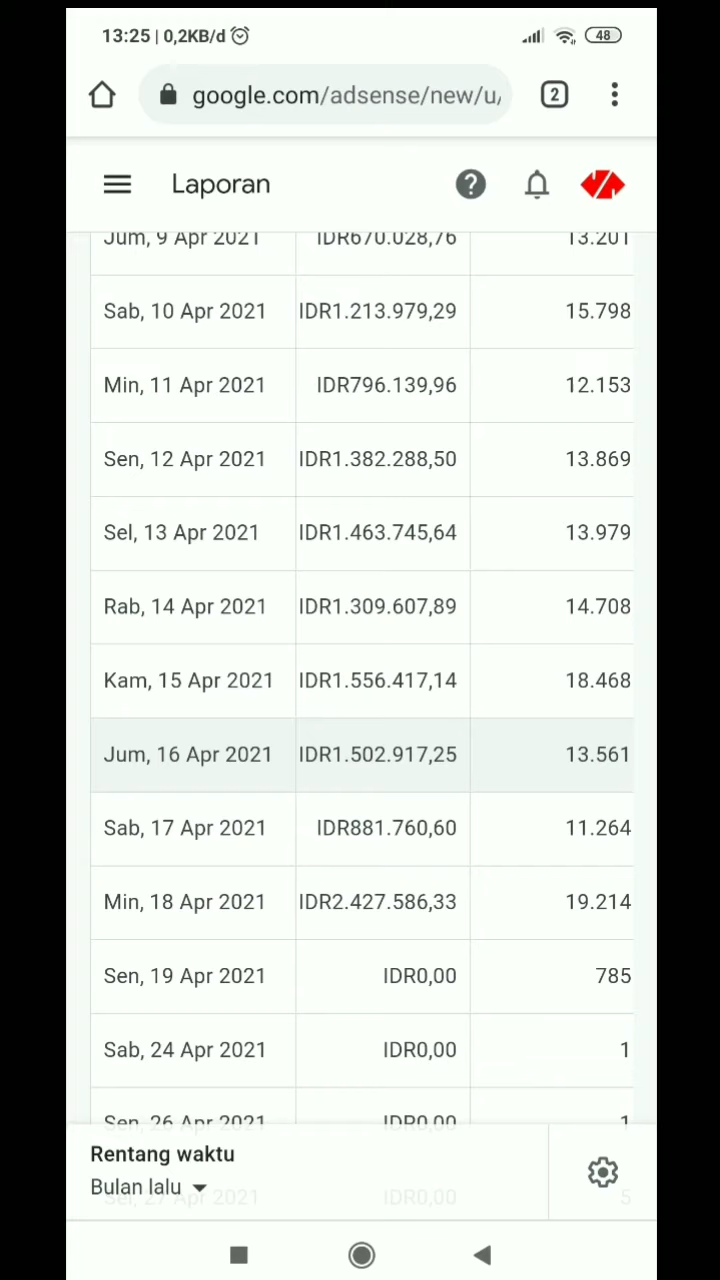 13:25 | 0,2KB/d 48
google.com/adsense/new/u/ 2
Laporan
Jum, 9 Apr 2021 IDR670.028,76 13.201
Sab, 10 Apr 2021 IDR1.213.979,29 15.798
Min, 11 Apr 2021 IDR796.139,96 12.153
Sen, 12 Apr 2021 IDR1.382.288,50 13.869
Sel, 13 Apr 2021 IDR1.463.745,64 13.979
Rab, 14 Apr 2021 IDR1.309.607,89 14.708
Kam, 15 Apr 2021 IDR1.556.417,14 18.468
Jum, 16 Apr 2021 IDR1.502.917,25 13.561
Sab, 17 Apr 2021 IDR881.760,60 11.264
Min, 18 Apr 2021 IDR2.427.586,33 19.214
Sen, 19 Apr 2021 IDR0,00 785
Sab, 24 Apr 2021 IDR0,00 1
Sen, 26 Apr 2021 IDR0,00 1
Rentang waktu
Bulan lalu
Sel, 27 Apr 2021 IDR0,00 5